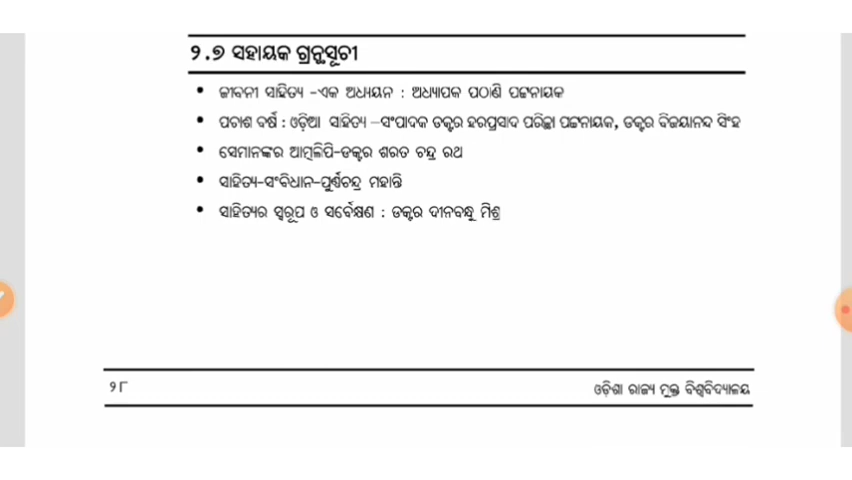 ୨.୭ ସହାୟକ ଗ୍ରନ୍ଥସୂଚୀ
• ଜୀବନୀ ସାହିତ୍ୟ -ଏକ ଅଧ୍ୟୟନ : ଅଧ୍ୟାପକ ପଠାଣି ପଟ୍ଟନାୟକ
• ପଚାଶ ବର୍ଷ : ଓଡ଼ିଆ ସାହିତ୍ୟ –ସଂପାଦକ ଡକ୍ଟର ହରପ୍ରସାଦ ପରିଚ୍ଛା ପଟ୍ଟନାୟକ, ଡକ୍ଟର ବିଜୟାନନ୍ଦ ସିଂହ
• ସେମାନଙ୍କର ଆତ୍ମଲିପି-ଡକ୍ଟର ଶରତ ଚନ୍ଦ୍ର ରଥ
• ସାହିତ୍ୟ-ସଂବିଧାନ–ପୁର୍ଣଚନ୍ଦ୍ର ମହାନ୍ତି
• ସାହିତ୍ୟର ସ୍ୱରୂପ ଓ ସର୍ବେକ୍ଷଣ : ଡକ୍ଟର ଦୀନବନ୍ଧୁ ମିଶ୍ର
୨୮
ଓଡ଼ିଶା ରାଜ୍ୟ ମୁକ୍ତ ବିଶ୍ୱବିଦ୍ୟାଳୟ